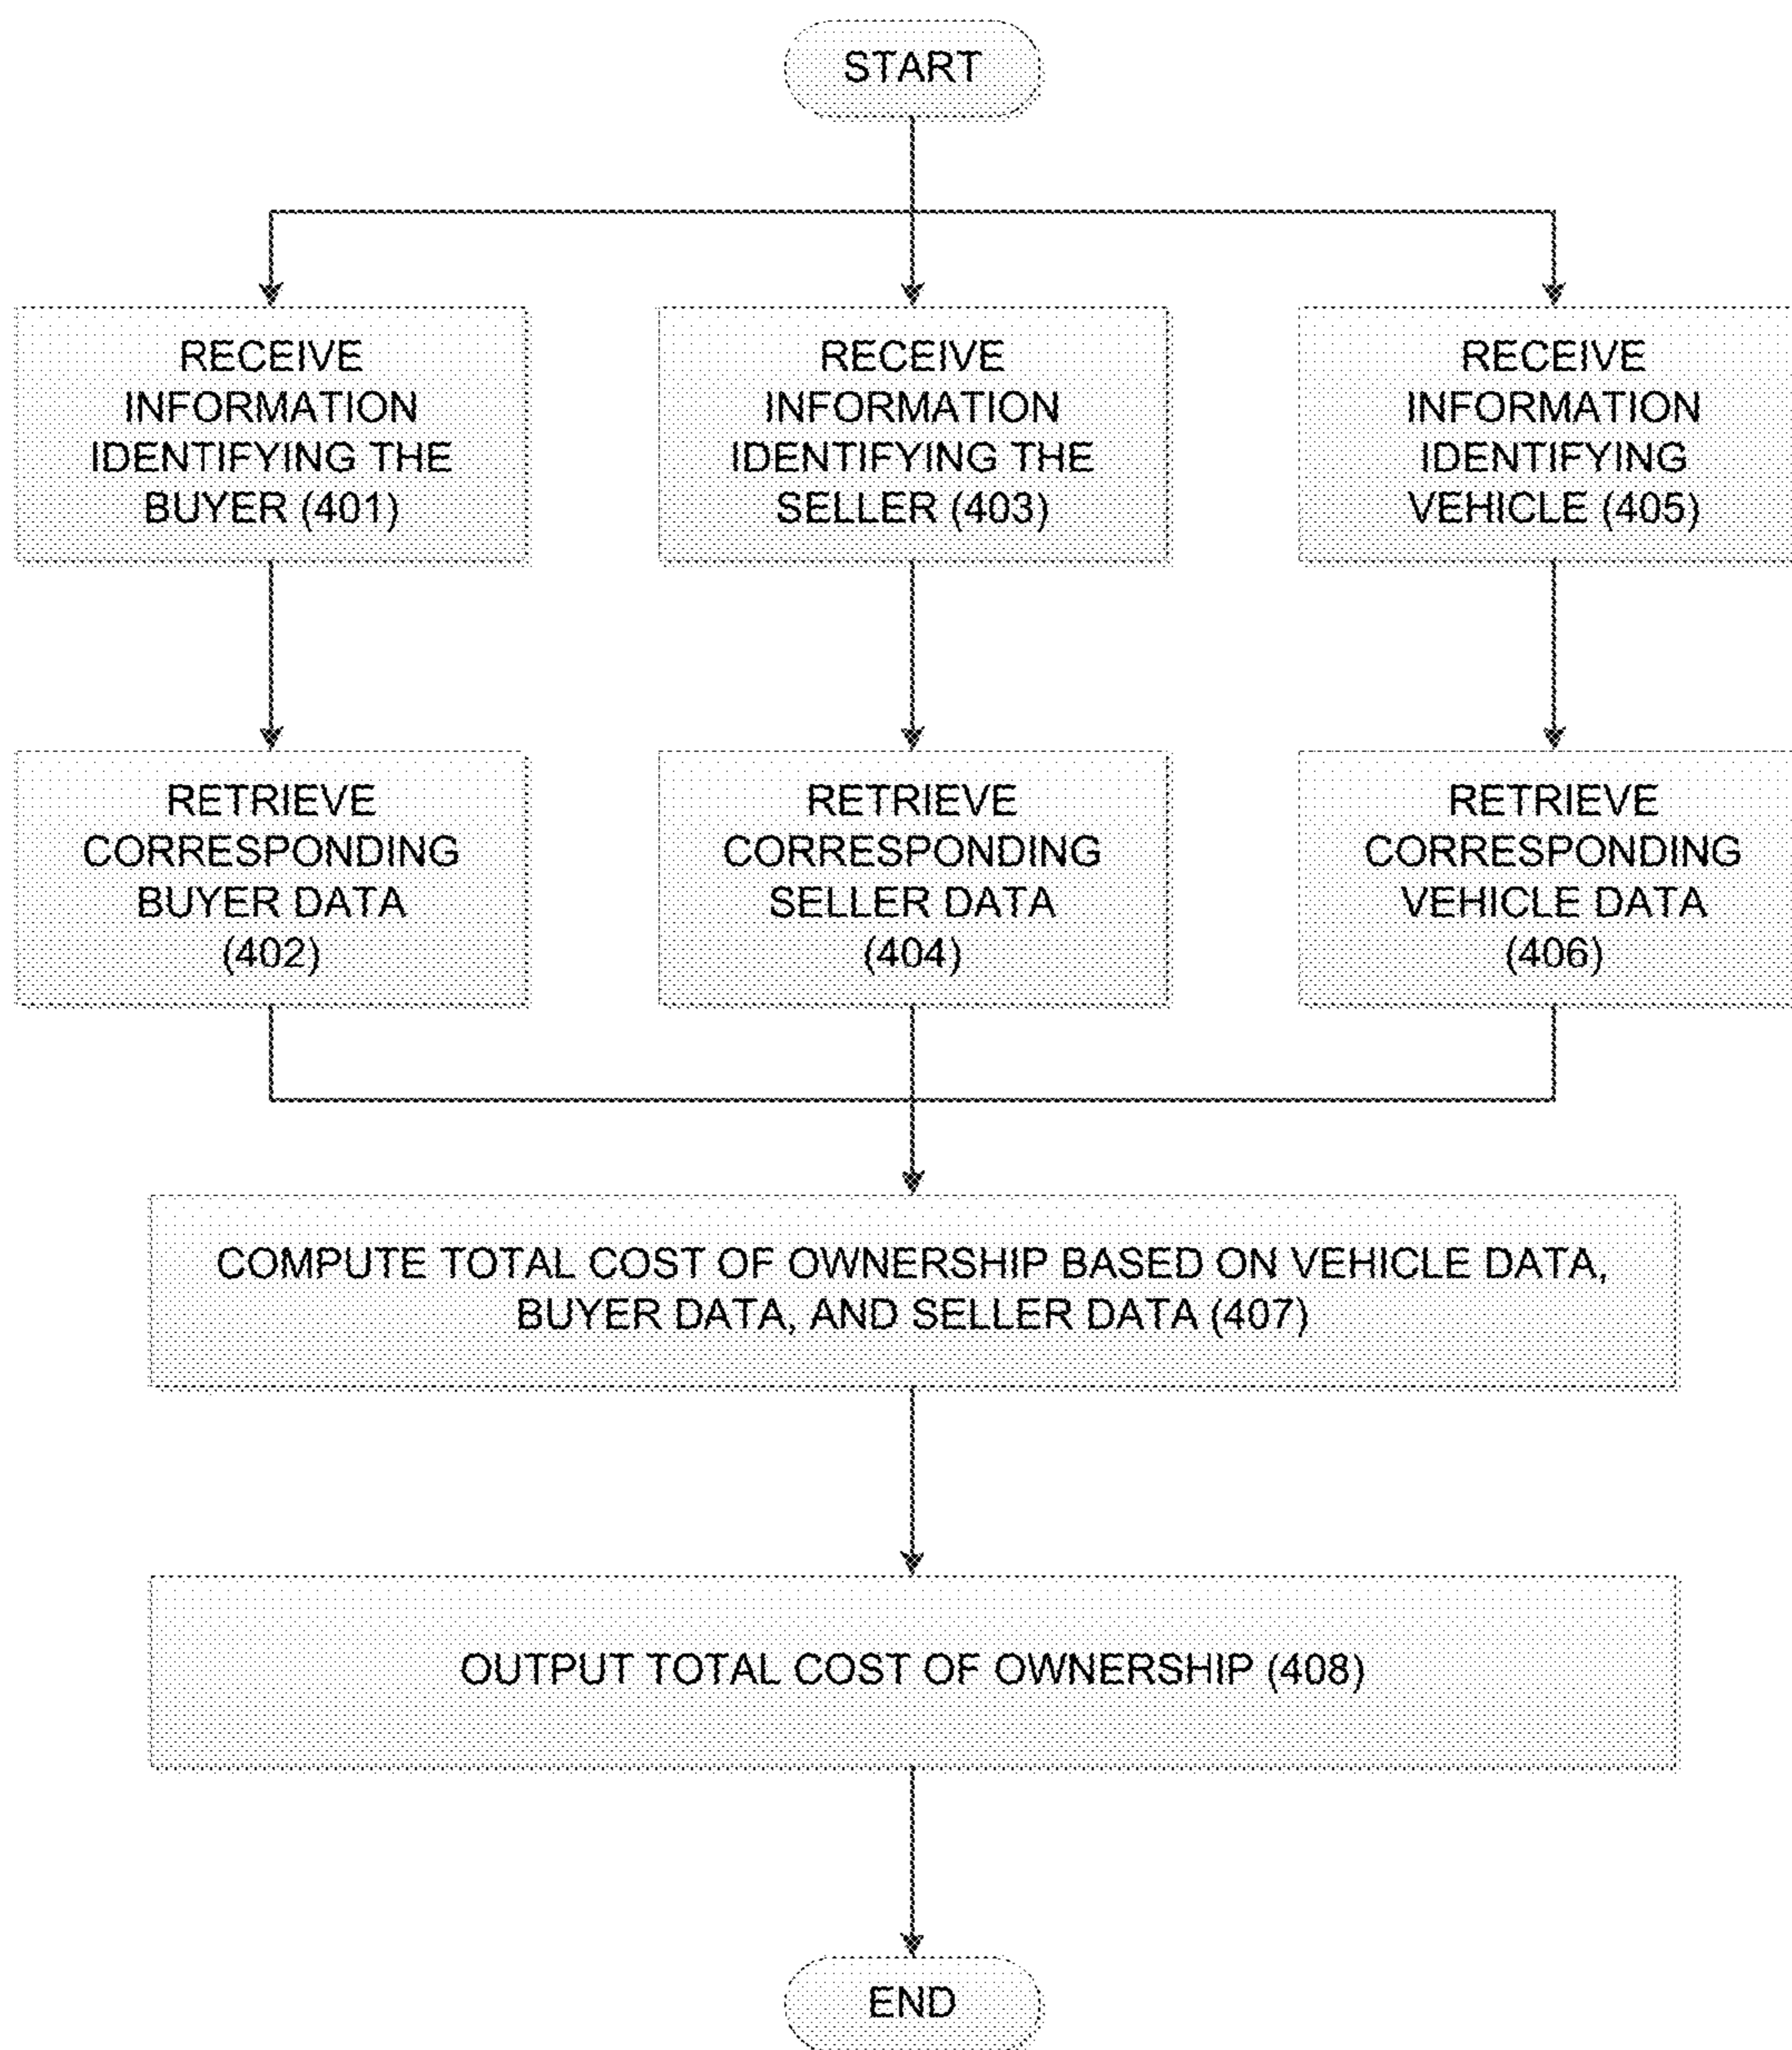 START
RECEIVE
INFORMATION
IDENTIFYING THE
BUYER (401)
RECEIVE
INFORMATION
IDENTIFYING THE
SELLER (403)
RECEIVE
INFORMATION
IDENTIFYING
VEHICLE (405)
RETRIEVE
CORRESPONDING
BUYER DATA
(402)
RETRIEVE
CORRESPONDING
SELLER DATA
(404)
RETRIEVE
CORRESPONDING
VEHICLE DATA
(406)
COMPUTE TOTAL COST OF OWNERSHIP BASED ON VEHICLE DATA,
BUYER DATA, AND SELLER DATA (407)
OUTPUT TOTAL COST OF OWNERSHIP (408)
END